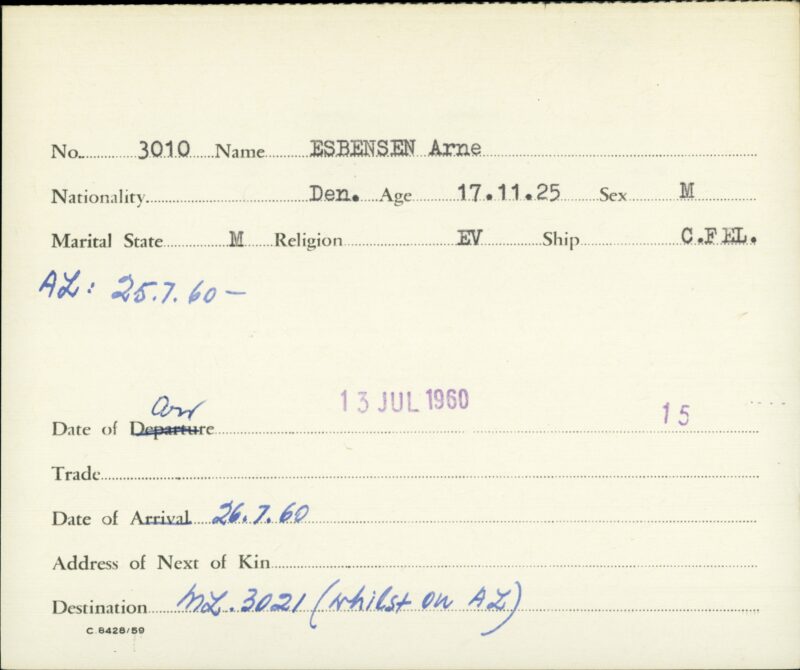 No. 3010 Name ESBENSEN Arne
Nationality Den. Age 17.11.25 Sex M
Marital State M Religion EV Ship C.FEL.
AL: 25.7.60 –
Arr
13 JUL 1960 15
Date of Departure
Trade
Date of Arrival 26.7.60
Address of Next of Kin
Destination ML. 3021 (whilst on AL)
C.8428/59